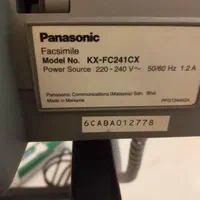 Panasonic
Facsimile
Model No. KX-FC241CX
Power Source 220 - 240 V~ 50/60 Hz 1.2 A
Panasonic Communications (Malaysia) Sdn. Bhd
Made in Malaysia
6CABA012778